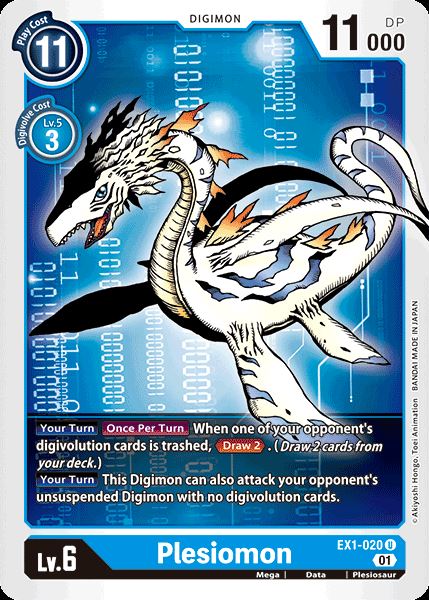 Play Cost
11
DIGIMON
11000
DP
Digivolve Cost
Lv.5
3
Your Turn Once Per Turn When one of your opponent's
digivolution cards is trashed, Draw 2 . (Draw 2 cards from
your deck.)
Your Turn This Digimon can also attack your opponent's
unsuspended Digimon with no digivolution cards.
©Akiyoshi Hongo, Toei Animation BANDAI MADE IN JAPAN
Lv.6
Plesiomon
EX1-020 U
01
Mega | Data | Plesiosaur